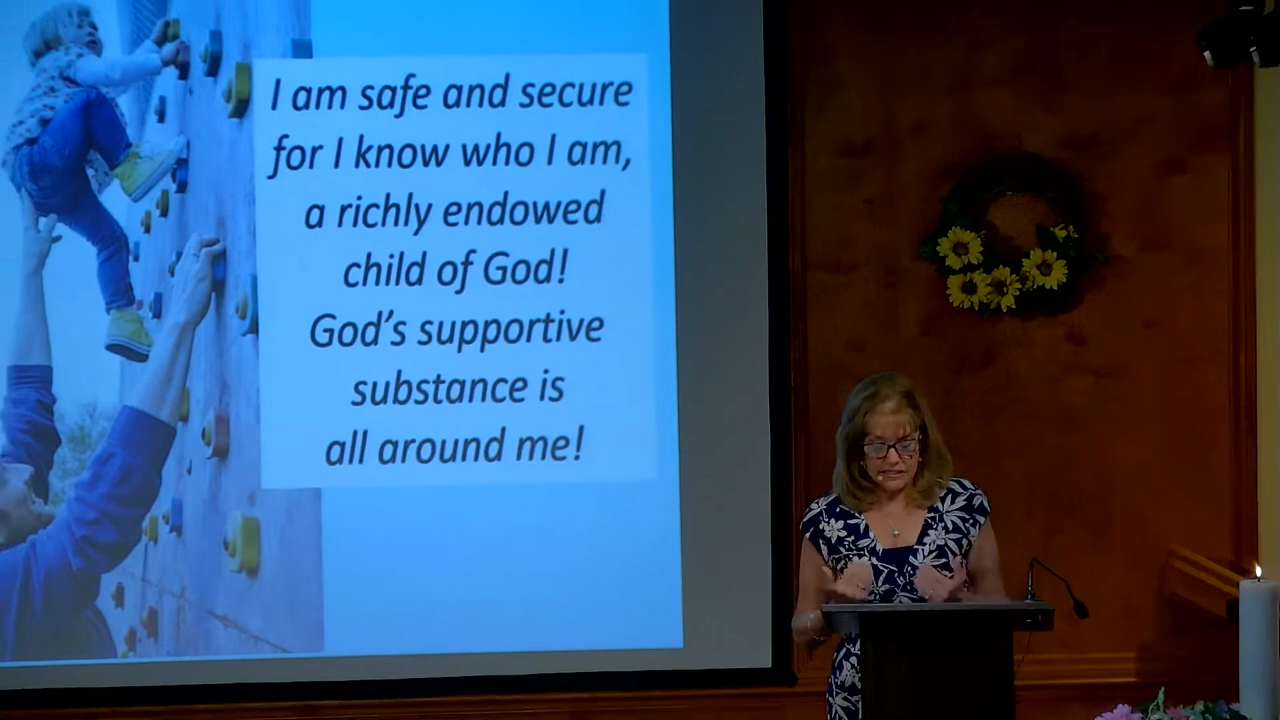 I am safe and secure
for I know who I am,
a richly endowed
child of God!
God's supportive
substance is
all around me!